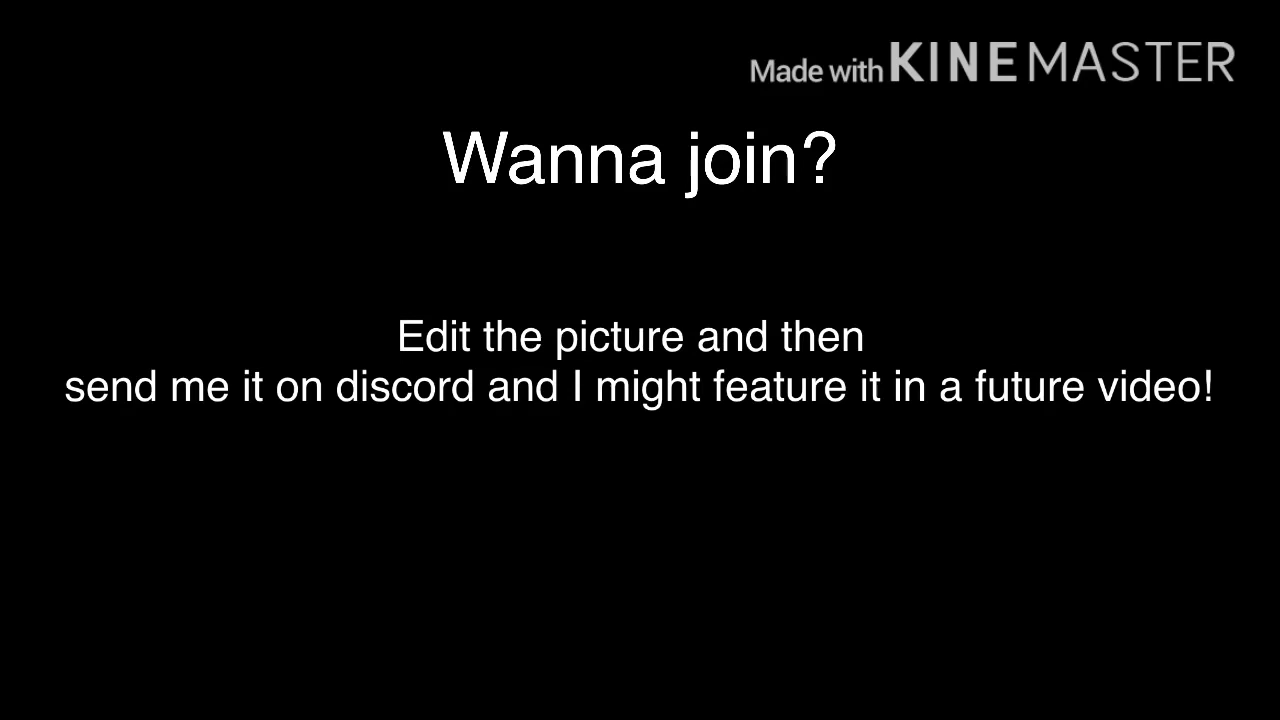 Made with KINEMASTER
Wanna join?
Edit the picture and then
send me it on discord and I might feature it in a future video!